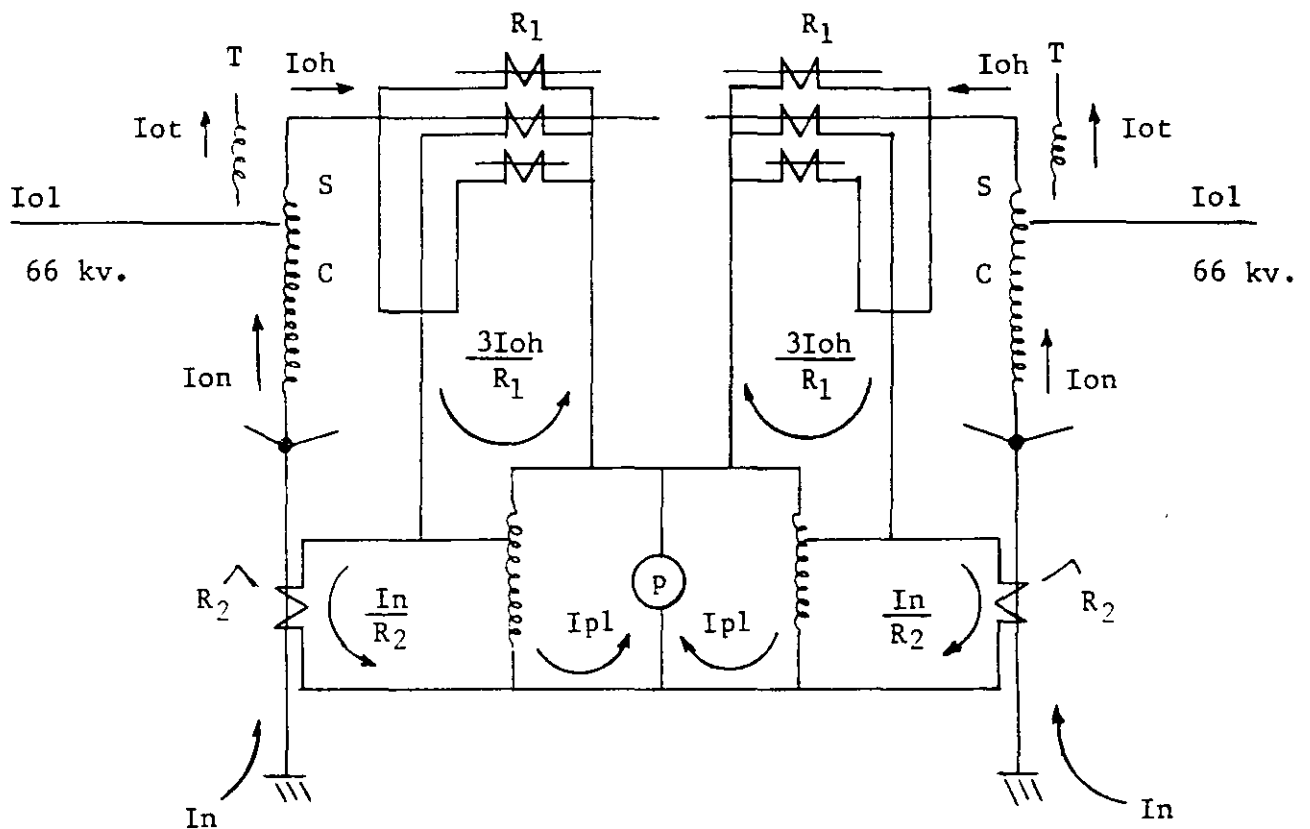 R1 R1
T Ioh Ioh T
Iot Iot
S S
Iol Iol
66 kv. C C 66 kv.
3Ioh 3Ioh
R1 R1
Ion Ion
p
R2 In In R2
R2 R2
Ipl Ipl
In In